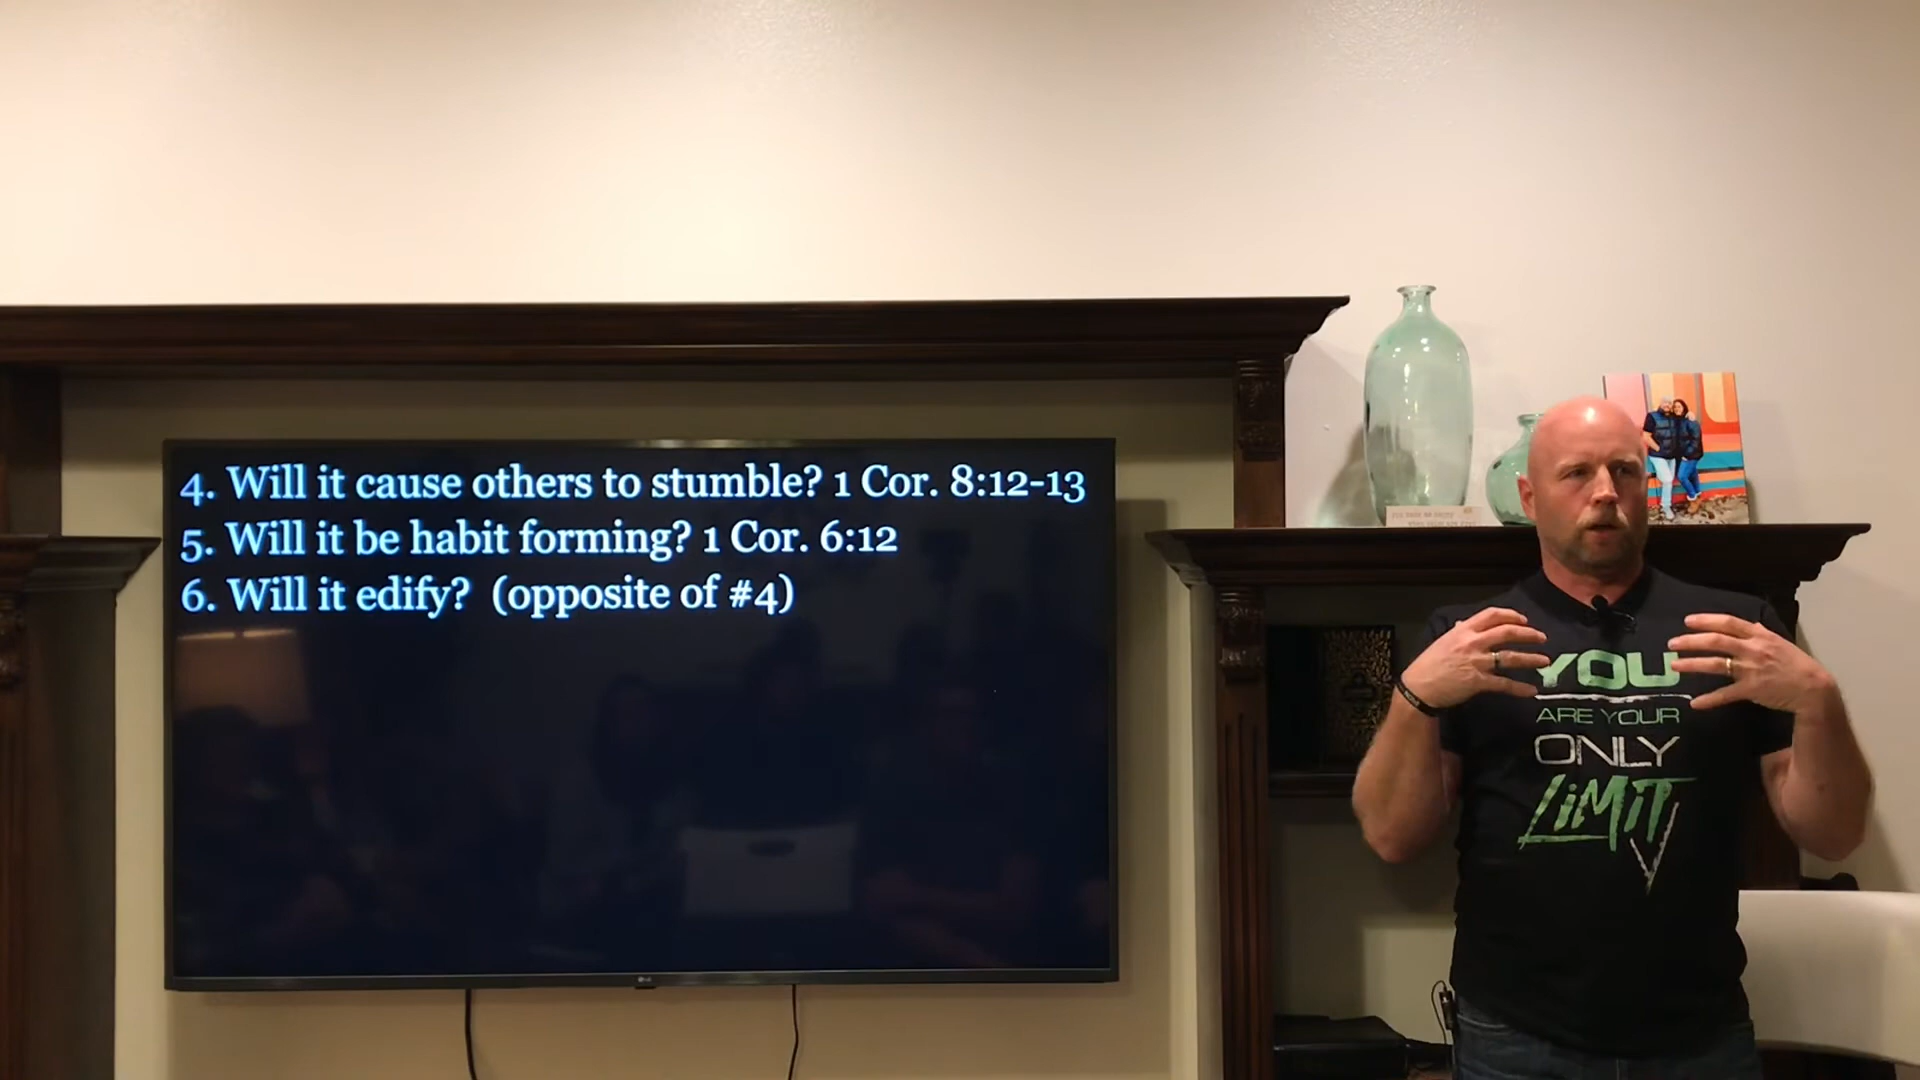 4. Will it cause others to stumble? 1 Cor. 8:12-13
5. Will it be habit forming? 1 Cor. 6:12
6. Will it edify?  (opposite of #4)
YOU
ARE YOUR
ONLY
LiMiT
LG